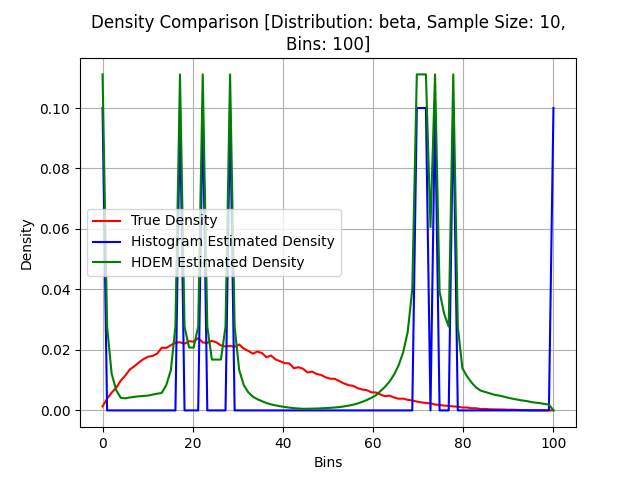 Density Comparison [Distribution: beta, Sample Size: 10,
Bins: 100]
Density
0.10
0.08
0.06
0.04
0.02
0.00
True Density
Histogram Estimated Density
HDEM Estimated Density
0 20 40 60 80 100
Bins